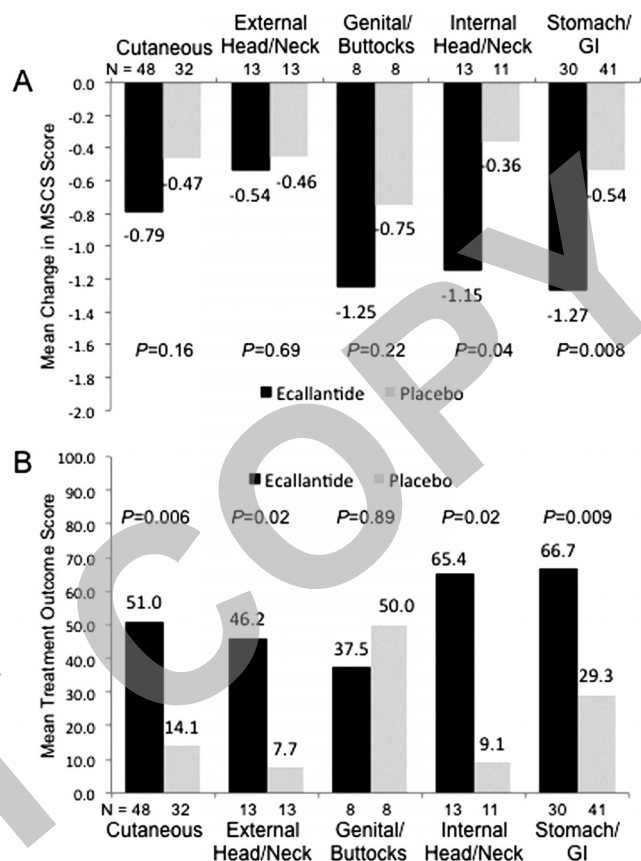 A
Cutaneous External Head/Neck Genital/Buttocks Internal Head/Neck Stomach/GI
N = 48 32 13 13 8 8 13 11 30 41
Mean Change in MSCS Score
0.0
-0.2
-0.4
-0.6
-0.8
-1.0
-1.2
-1.4
-1.6
-1.8
-2.0
-0.79 -0.47 -0.54 -0.46 -1.25 -0.75 -1.15 -0.36 -1.27 -0.54
P=0.16 P=0.69 P=0.22 P=0.04 P=0.008
Ecallantide Placebo
B
Mean Treatment Outcome Score
100.0
90.0
80.0
70.0
60.0
50.0
40.0
30.0
20.0
10.0
0.0
Ecallantide Placebo
P=0.006 P=0.02 P=0.89 P=0.02 P=0.009
51.0 14.1 46.2 7.7 37.5 50.0 65.4 9.1 66.7 29.3
N = 48 32 13 13 8 8 13 11 30 41
Cutaneous External Head/Neck Genital/Buttocks Internal Head/Neck Stomach/GI
COPY